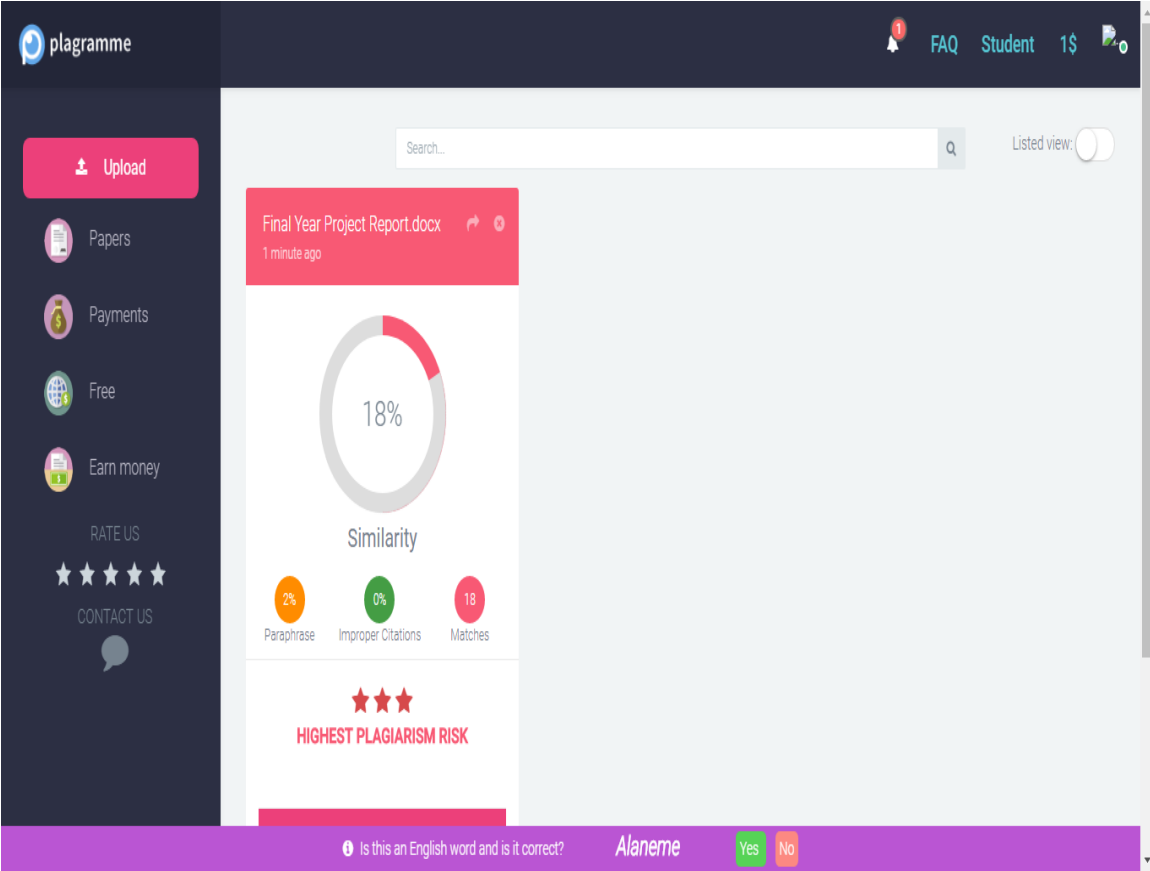 plagramme
1
FAQ
Student
1$
Upload
Papers
Payments
Free
Earn money
RATE US
CONTACT US
Search...
Listed view:
Final Year Project Report.docx
1 minute ago
18%
Similarity
2%
0%
18
Paraphrase
Improper Citations
Matches
HIGHEST PLAGIARISM RISK
Is this an English word and is it correct?
Alaneme
Yes
No